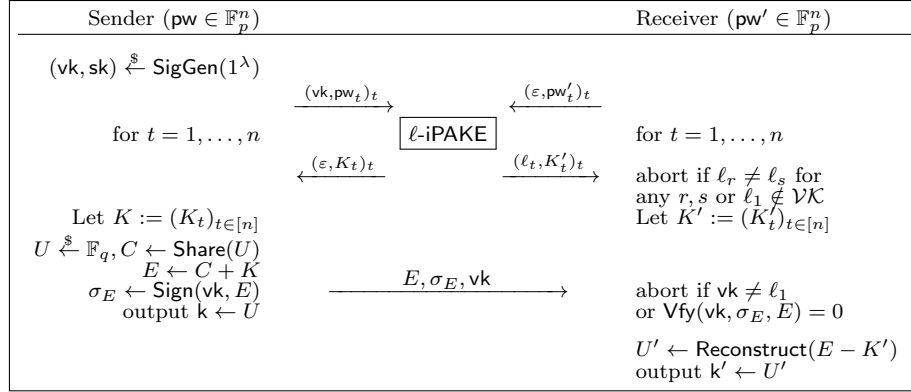 Sender (pw ∈ 𝔽ₚⁿ) Receiver (pw′ ∈ 𝔽ₚⁿ)
(vk, sk) ←$ SigGen(1^λ)
(vk,pw_t)_t (ε,pw′_t)_t
for t = 1, …, n ℓ-iPAKE for t = 1, …, n
(ε,K_t)_t (ℓ_t,K′_t)_t
abort if ℓ_r ≠ ℓ_s for
any r, s or ℓ_1 ∉ 𝒱𝒦
Let K := (K_t)_{t∈[n]} Let K′ := (K′_t)_{t∈[n]}
U ←$ 𝔽_q, C ← Share(U)
E ← C + K
σ_E ← Sign(vk, E) E, σ_E, vk abort if vk ≠ ℓ_1
output k ← U or Vfy(vk, σ_E, E) = 0
U′ ← Reconstruct(E − K′)
output k′ ← U′